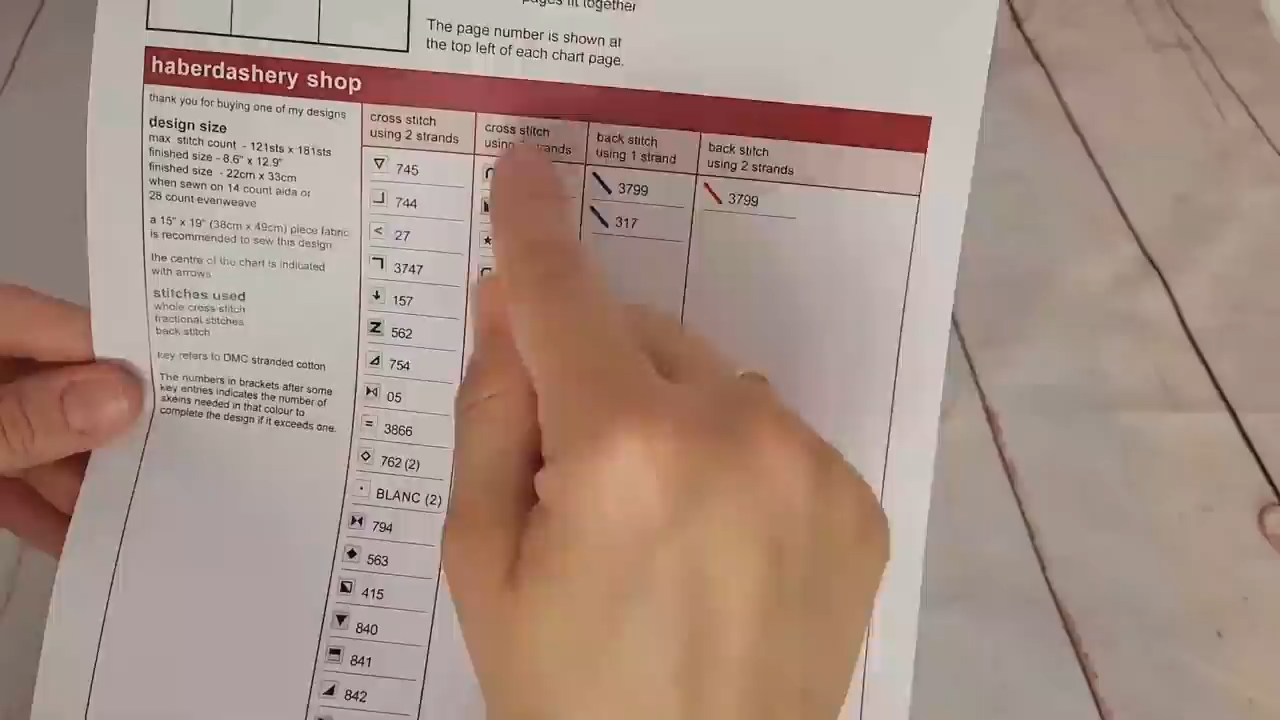 pages fit together
The page number is shown at
the top left of each chart page.
haberdashery shop
thank you for buying one of my designs
design size
max stitch count - 121sts x 181sts
finished size - 8.6" x 12.9"
finished size - 22cm x 33cm
when sewn on 14 count aida or
28 count evenweave
a 15" x 19" (38cm x 49cm) piece fabric
is recommended to sew this design
the centre of the chart is indicated
with arrows
stitches used
whole cross stitch
fractional stitches
back stitch
key refers to DMC stranded cotton
The numbers in brackets after some
key entries indicates the number of
skeins needed in that colour to
complete the design if it exceeds one.
cross stitch
using 2 strands
745
744
27
3747
157
562
754
05
3866
762 (2)
BLANC (2)
794
563
415
840
841
842
cross stitch
using strands
back stitch
using 1 strand
3799
317
back stitch
using 2 strands
3799